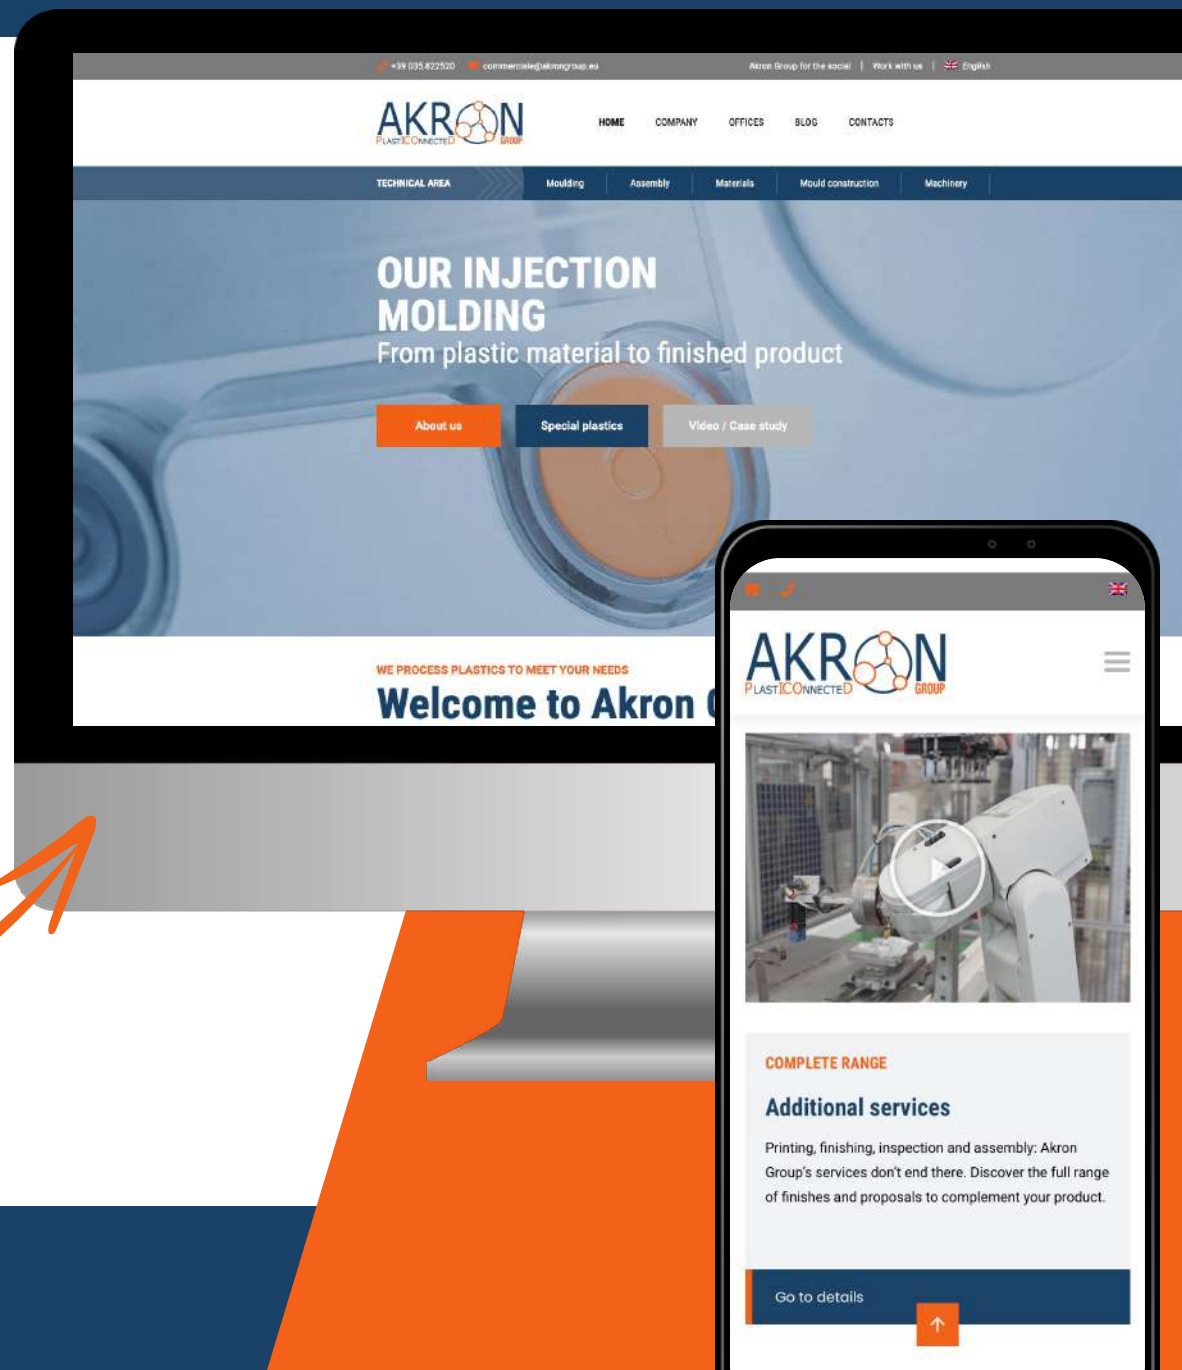 +39 035.822520
commerciale@akrongroup.eu
Akron Group for the social | Work with us | English
AKRON
PLASTICONNECTED GROUP
HOME COMPANY OFFICES BLOG CONTACTS
TECHNICAL AREA Moulding Assembly Materials Mould construction Machinery
OUR INJECTION
MOLDING
From plastic material to finished product
About us Special plastics Video / Case study
WE PROCESS PLASTICS TO MEET YOUR NEEDS
Welcome to Akron
AKRON
PLASTICONNECTED GROUP
COMPLETE RANGE
Additional services
Printing, finishing, inspection and assembly: Akron
Group's services don't end there. Discover the full range
of finishes and proposals to complement your product.
Go to details